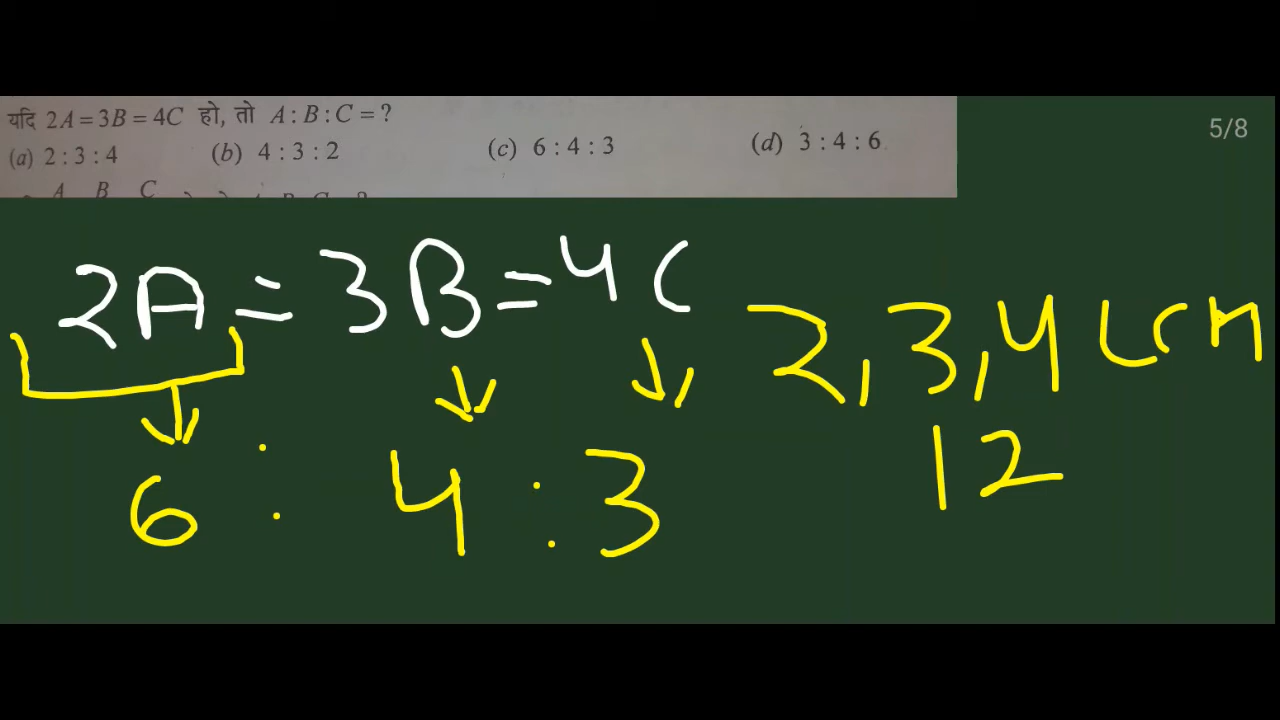 यदि 2A = 3B = 4C हो, तो A : B : C = ?
(a) 2 : 3 : 4 (b) 4 : 3 : 2 (c) 6 : 4 : 3 (d) 3 : 4 : 6
A B C
5/8
2A = 3B = 4C
2, 3, 4 LCM
12
6 : 4 : 3